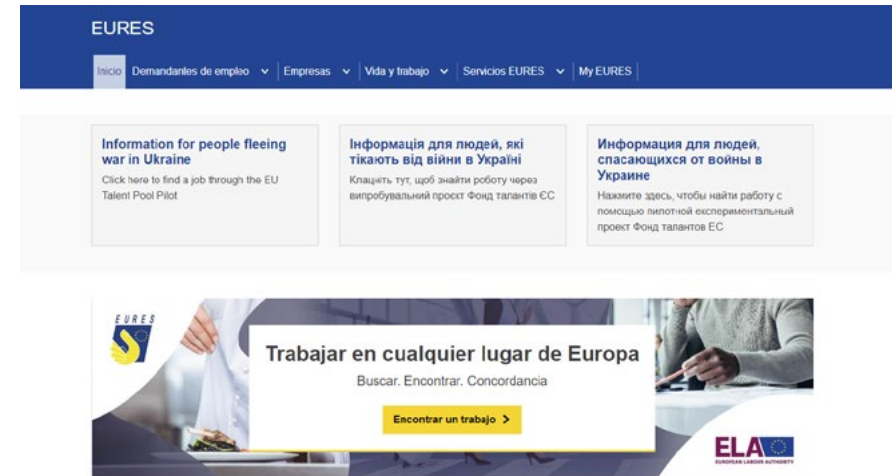 EURES
Inicio Demandantes de empleo Empresas Vida y trabajo Servicios EURES My EURES
Information for people fleeing
war in Ukraine
Click here to find a job through the EU
Talent Pool Pilot
Інформація для людей, які
тікають від війни в Україні
Клацніть тут, щоб знайти роботу через
випробувальний проєкт Фонд талантів ЄС
Информация для людей,
спасающихся от войны в
Украине
Нажмите здесь, чтобы найти работу с
помощью пилотной експериментальный
проект Фонд талантов ЕС
EURES
Trabajar en cualquier lugar de Europa
Buscar. Encontrar. Concordancia
Encontrar un trabajo
ELA
EUROPEAN LABOUR AUTHORITY